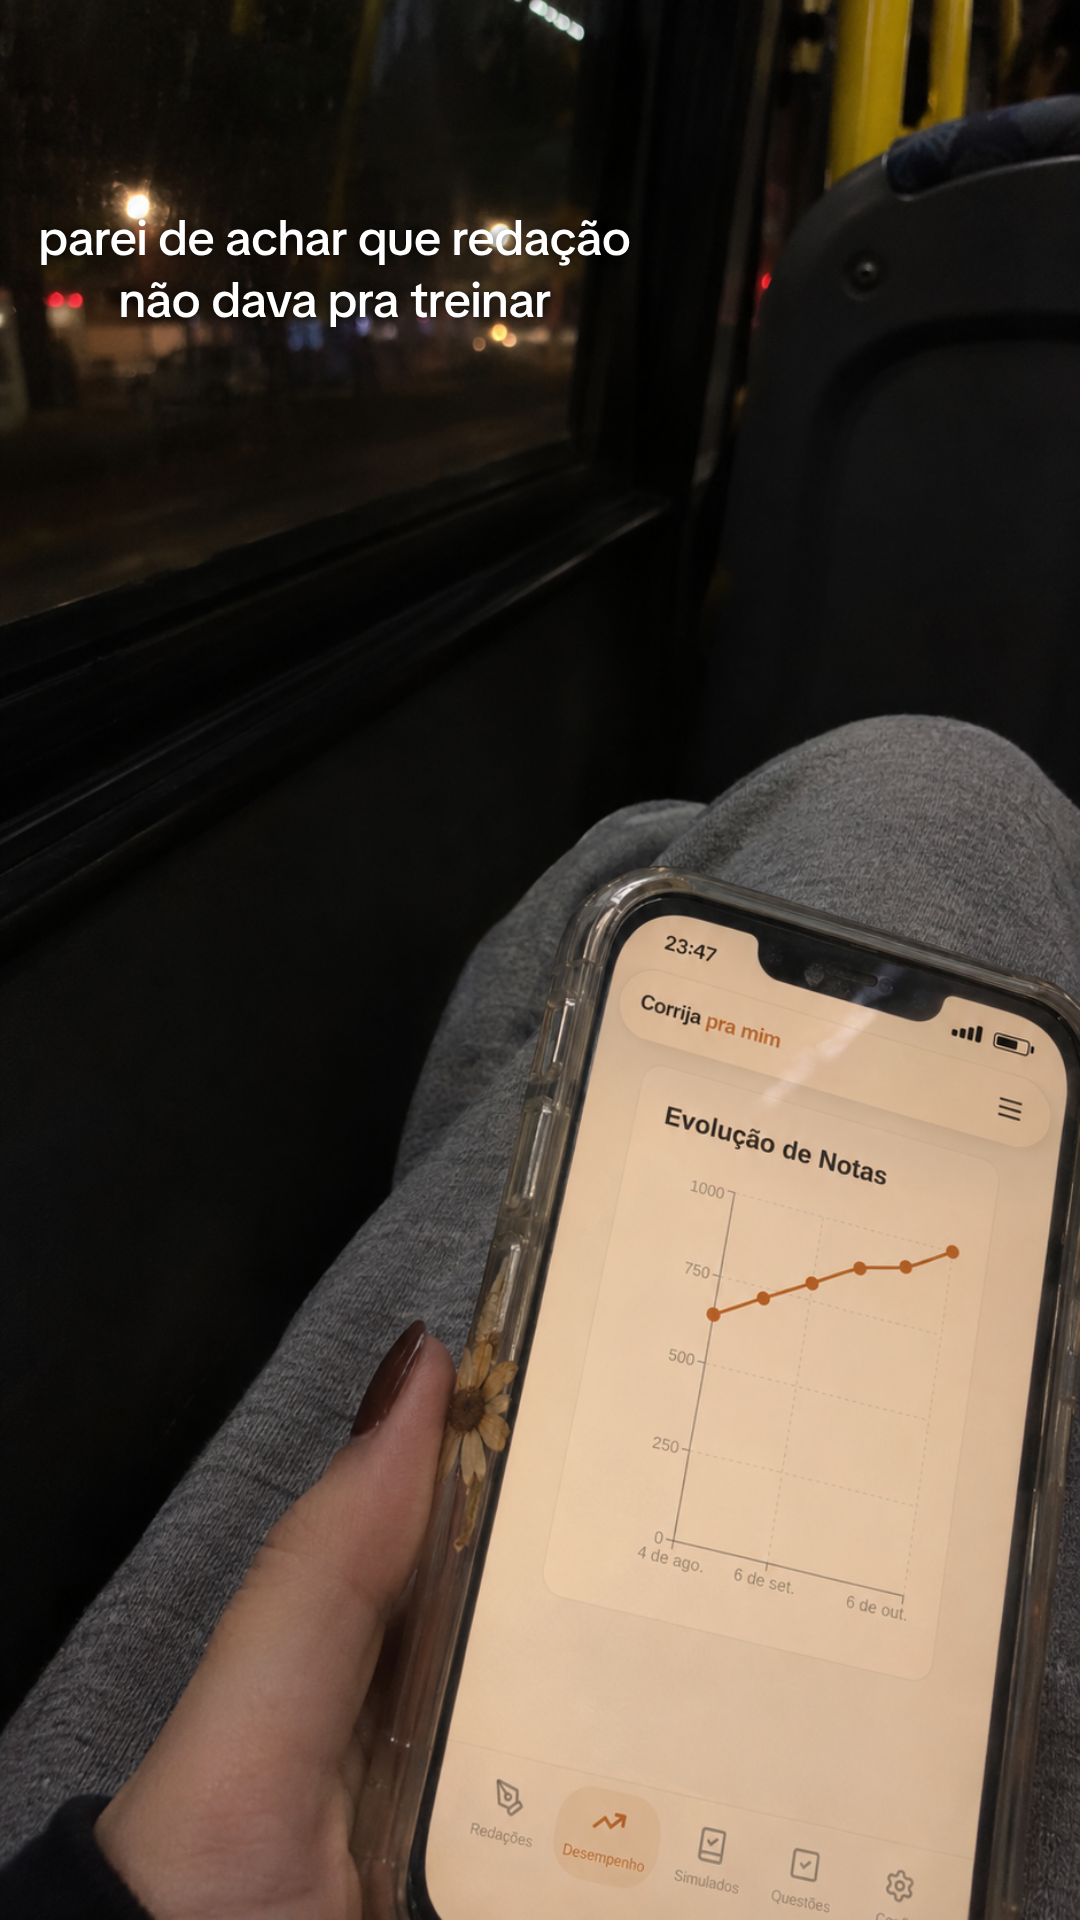 parei de achar que redação
não dava pra treinar
23:47
Corrija pra mim
Evolução de Notas
1000
750
500
250
0
4 de ago. 6 de set. 6 de out.
Redações Desempenho Simulados Questões